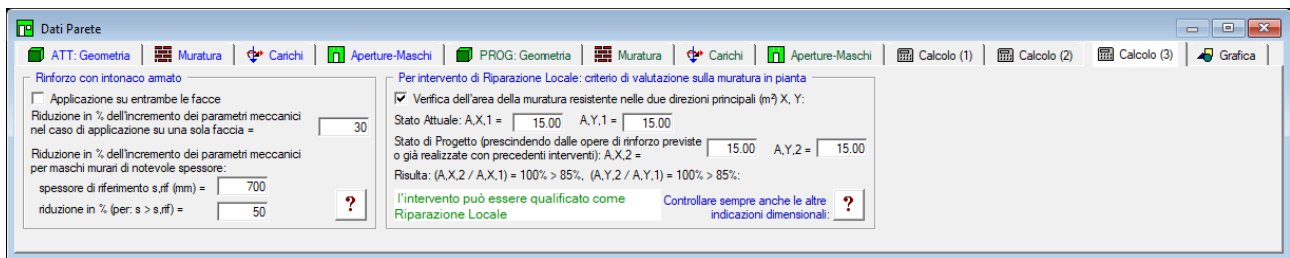 Dati Parete
ATT: Geometria Muratura Carichi Aperture-Maschi PROG: Geometria Muratura Carichi Aperture-Maschi Calcolo (1) Calcolo (2) Calcolo (3) Grafica
Rinforzo con intonaco armato
Applicazione su entrambe le facce
Riduzione in % dell'incremento dei parametri meccanici
nel caso di applicazione su una sola faccia = 30
Riduzione in % dell'incremento dei parametri meccanici
per maschi murari di notevole spessore:
spessore di riferimento s,rif (mm) = 700
riduzione in % (per: s > s,rif) = 50
?
Per intervento di Riparazione Locale: criterio di valutazione sulla muratura in pianta
Verifica dell'area della muratura resistente nelle due direzioni principali (m²) X, Y:
Stato Attuale: A,X,1 = 15.00 A,Y,1 = 15.00
Stato di Progetto (prescindendo dalle opere di rinforzo previste
o già realizzate con precedenti interventi): A,X,2 = 15.00 A,Y,2 = 15.00
Risulta: (A,X,2 / A,X,1) = 100% > 85%, (A,Y,2 / A,Y,1) = 100% > 85%:
l'intervento può essere qualificato come
Riparazione Locale
Controllare sempre anche le altre
indicazioni dimensionali:
?